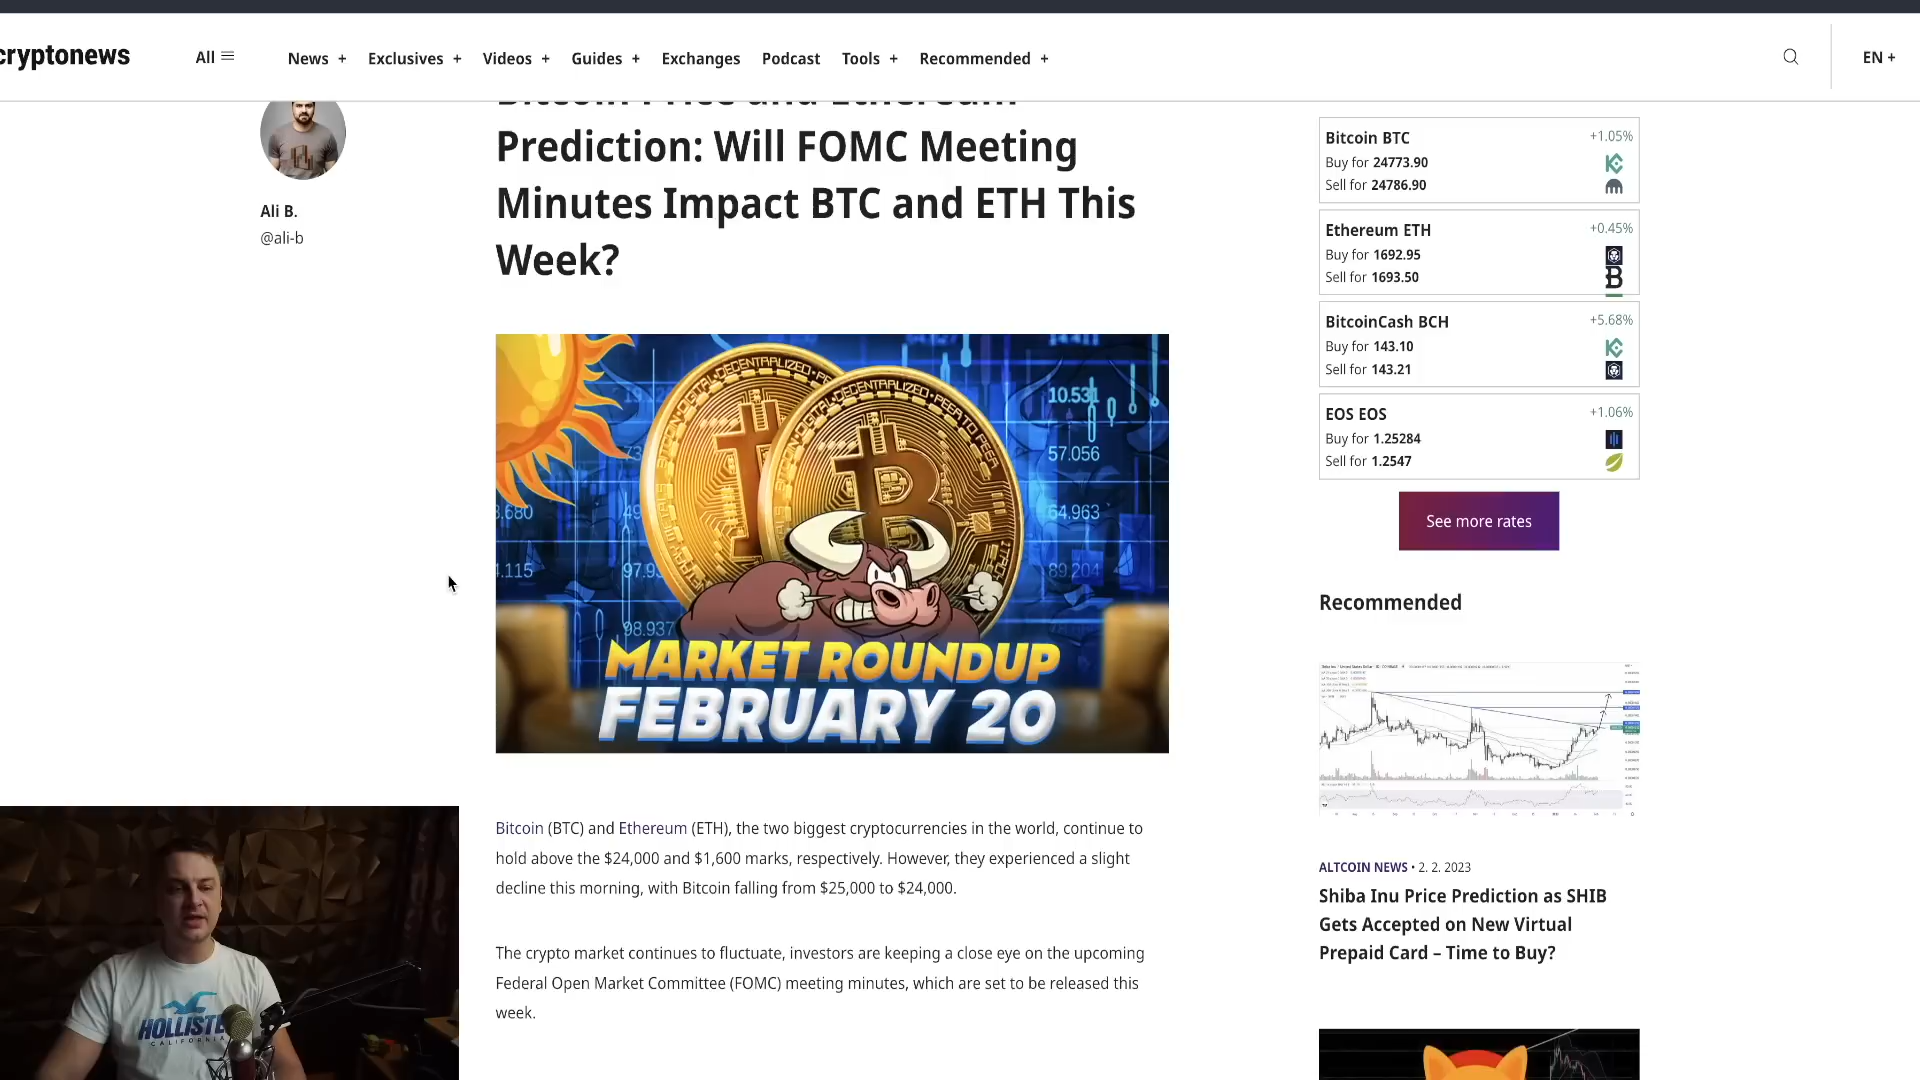 cryptonews
All
News +
Exclusives +
Videos +
Guides +
Exchanges
Podcast
Tools +
Recommended +
EN +
Ali B.
@ali-b
Bitcoin Price and Ethereum
Prediction: Will FOMC Meeting
Minutes Impact BTC and ETH This
Week?
10.531
57.056
64.963
89.204
98.937
MARKET ROUNDUP
FEBRUARY 20
Bitcoin (BTC) and Ethereum (ETH), the two biggest cryptocurrencies in the world, continue to
hold above the $24,000 and $1,600 marks, respectively. However, they experienced a slight
decline this morning, with Bitcoin falling from $25,000 to $24,000.
The crypto market continues to fluctuate, investors are keeping a close eye on the upcoming
Federal Open Market Committee (FOMC) meeting minutes, which are set to be released this
week.
Bitcoin BTC +1.05%
Buy for 24773.90
Sell for 24786.90
Ethereum ETH +0.45%
Buy for 1692.95
Sell for 1693.50
BitcoinCash BCH +5.68%
Buy for 143.10
Sell for 143.21
EOS EOS +1.06%
Buy for 1.25284
Sell for 1.2547
See more rates
Recommended
ALTCOIN NEWS • 2. 2. 2023
Shiba Inu Price Prediction as SHIB
Gets Accepted on New Virtual
Prepaid Card – Time to Buy?
CALIFORNIA